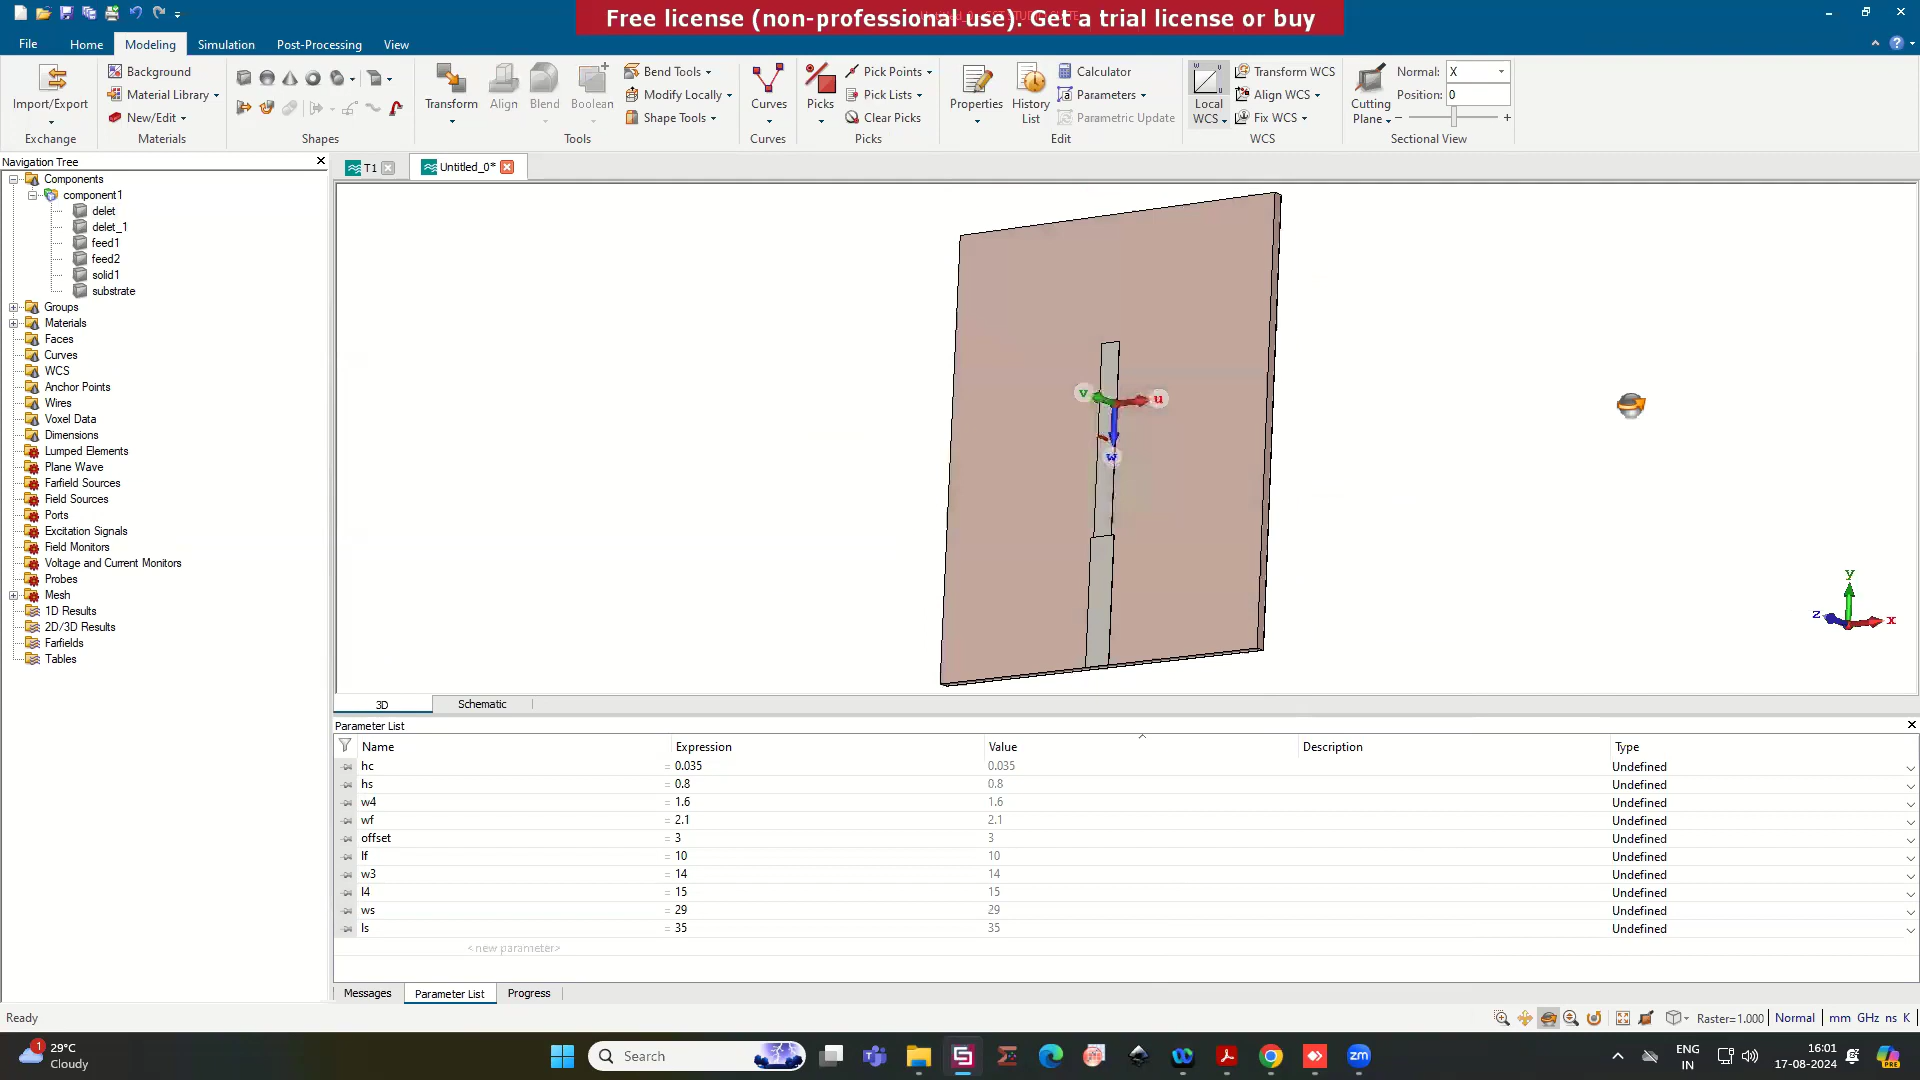 Free license (non-professional use). Get a trial license or buy
File
Home
Modeling
Simulation
Post-Processing
View
Import/Export
Exchange
Background
Material Library
New/Edit
Materials
Shapes
Transform
Align
Blend
Boolean
Bend Tools
Modify Locally
Shape Tools
Tools
Curves
Curves
Picks
Pick Points
Pick Lists
Clear Picks
Picks
Properties
History List
Calculator
Parameters
Parametric Update
Edit
Local WCS
Transform WCS
Align WCS
Fix WCS
WCS
Cutting Plane
Normal: X
Position: 0
Sectional View
Navigation Tree
Components
component1
delet
delet_1
feed1
feed2
solid1
substrate
Groups
Materials
Faces
Curves
WCS
Anchor Points
Wires
Voxel Data
Dimensions
Lumped Elements
Plane Wave
Farfield Sources
Field Sources
Ports
Excitation Signals
Field Monitors
Voltage and Current Monitors
Probes
Mesh
1D Results
2D/3D Results
Farfields
Tables
T1
Untitled_0*
v
u
w
y
z
x
3D
Schematic
Parameter List
Name Expression Value Description Type
hc = 0.035 0.035 Undefined
hs = 0.8 0.8 Undefined
w4 = 1.6 1.6 Undefined
wf = 2.1 2.1 Undefined
offset = 3 3 Undefined
lf = 10 10 Undefined
w3 = 14 14 Undefined
l4 = 15 15 Undefined
ws = 29 29 Undefined
ls = 35 35 Undefined
<new parameter>
Messages
Parameter List
Progress
Ready
Raster=1.000
Normal
mm GHz ns K
1
29°C
Cloudy
Search
zm
ENG
IN
16:01
17-08-2024
PRE